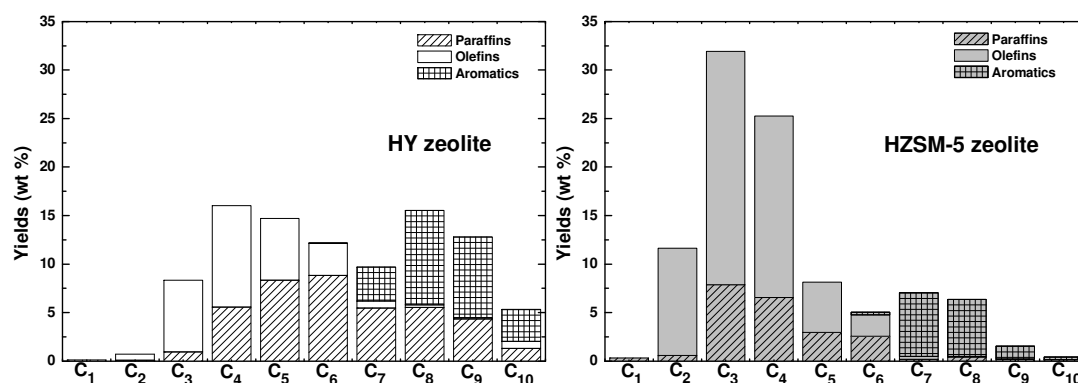 35
30
25
20
15
10
5
0
Yields (wt %)
Paraffins
Olefins
Aromatics
HY zeolite
C1 C2 C3 C4 C5 C6 C7 C8 C9 C10
35
30
25
20
15
10
5
0
Yields (wt %)
Paraffins
Olefins
Aromatics
HZSM-5 zeolite
C1 C2 C3 C4 C5 C6 C7 C8 C9 C10